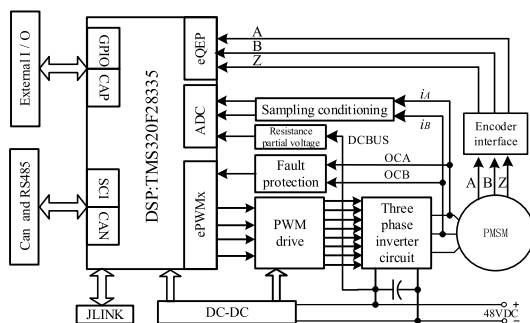 External I / O
GPIO
CAP
DSP:TMS320F28335
eQEP
ADC
ePWMx
SCI
CAN
Can and RS485
JLINK
DC-DC
A
B
Z
Sampling conditioning
iA
iB
Resistance
partial voltage
DCBUS
Fault
protection
OCA
OCB
PWM
drive
Three
phase
inverter
circuit
Encoder
interface
A
B
Z
PMSM
+
48VDC
−